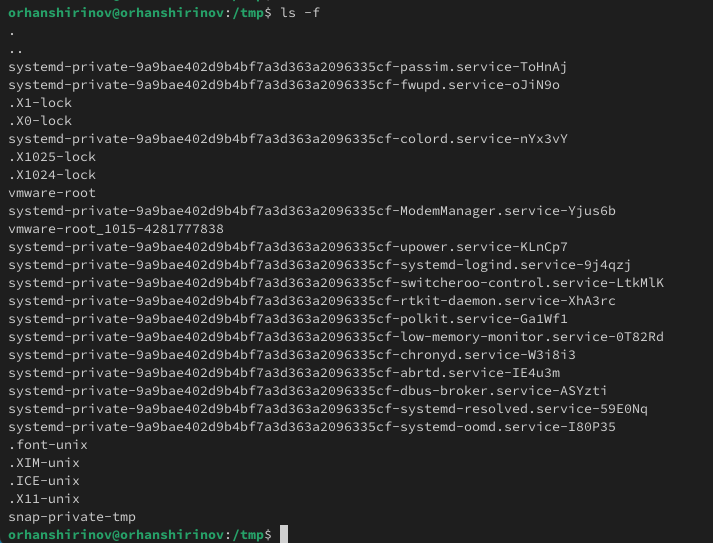 orhanshirinov@orhanshirinov:/tmp$ ls -f
.
..
systemd-private-9a9bae402d9b4bf7a3d363a2096335cf-passim.service-ToHnAj
systemd-private-9a9bae402d9b4bf7a3d363a2096335cf-fwupd.service-oJiN9o
.X1-lock
.X0-lock
systemd-private-9a9bae402d9b4bf7a3d363a2096335cf-colord.service-nYx3vY
.X1025-lock
.X1024-lock
vmware-root
systemd-private-9a9bae402d9b4bf7a3d363a2096335cf-ModemManager.service-Yjus6b
vmware-root_1015-4281777838
systemd-private-9a9bae402d9b4bf7a3d363a2096335cf-upower.service-KLnCp7
systemd-private-9a9bae402d9b4bf7a3d363a2096335cf-systemd-logind.service-9j4qzj
systemd-private-9a9bae402d9b4bf7a3d363a2096335cf-switcheroo-control.service-LtkMlK
systemd-private-9a9bae402d9b4bf7a3d363a2096335cf-rtkit-daemon.service-XhA3rc
systemd-private-9a9bae402d9b4bf7a3d363a2096335cf-polkit.service-Ga1Wf1
systemd-private-9a9bae402d9b4bf7a3d363a2096335cf-low-memory-monitor.service-0T82Rd
systemd-private-9a9bae402d9b4bf7a3d363a2096335cf-chronyd.service-W3i8i3
systemd-private-9a9bae402d9b4bf7a3d363a2096335cf-abrtd.service-IE4u3m
systemd-private-9a9bae402d9b4bf7a3d363a2096335cf-dbus-broker.service-ASYzti
systemd-private-9a9bae402d9b4bf7a3d363a2096335cf-systemd-resolved.service-59E0Nq
systemd-private-9a9bae402d9b4bf7a3d363a2096335cf-systemd-oomd.service-I80P35
.font-unix
.XIM-unix
.ICE-unix
.X11-unix
snap-private-tmp
orhanshirinov@orhanshirinov:/tmp$